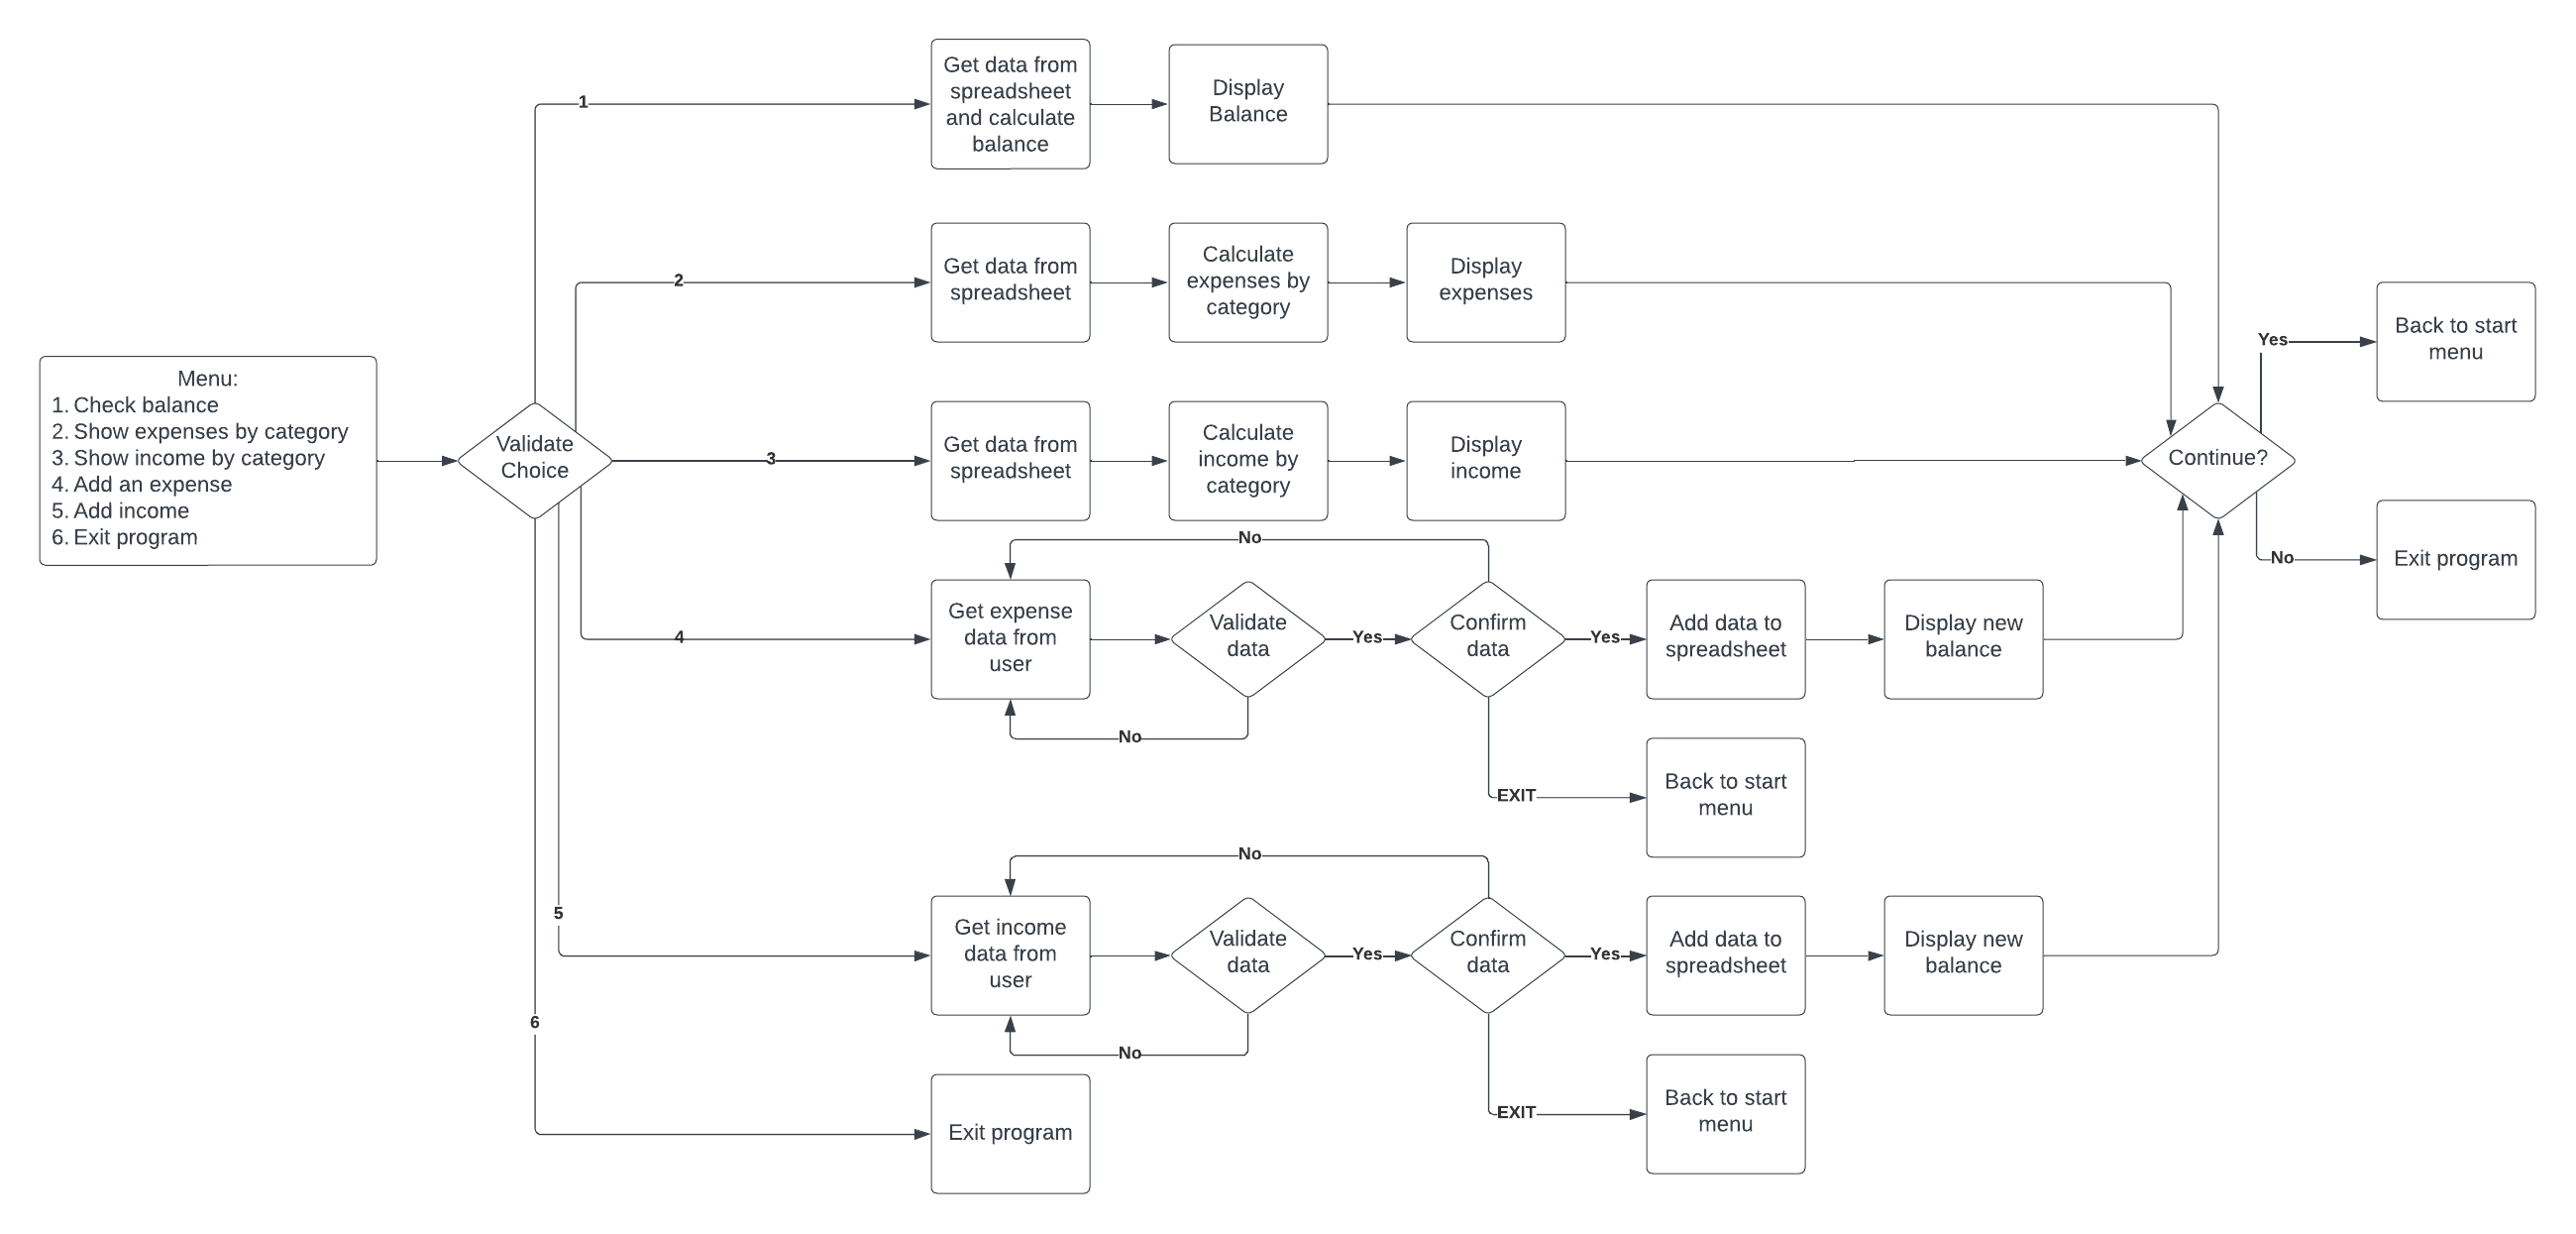 Menu:
1. Check balance
2. Show expenses by category
3. Show income by category
4. Add an expense
5. Add income
6. Exit program
Validate
Choice
1
Get data from
spreadsheet
and calculate
balance
Display
Balance
2
Get data from
spreadsheet
Calculate
expenses by
category
Display
expenses
3
Get data from
spreadsheet
Calculate
income by
category
Display
income
4
Get expense
data from
user
Validate
data
No
Yes
Confirm
data
No
Yes
Add data to
spreadsheet
Display new
balance
EXIT
Back to start
menu
5
Get income
data from
user
Validate
data
No
Yes
Confirm
data
No
Yes
Add data to
spreadsheet
Display new
balance
EXIT
Back to start
menu
6
Exit program
Continue?
Yes
Back to start
menu
No
Exit program